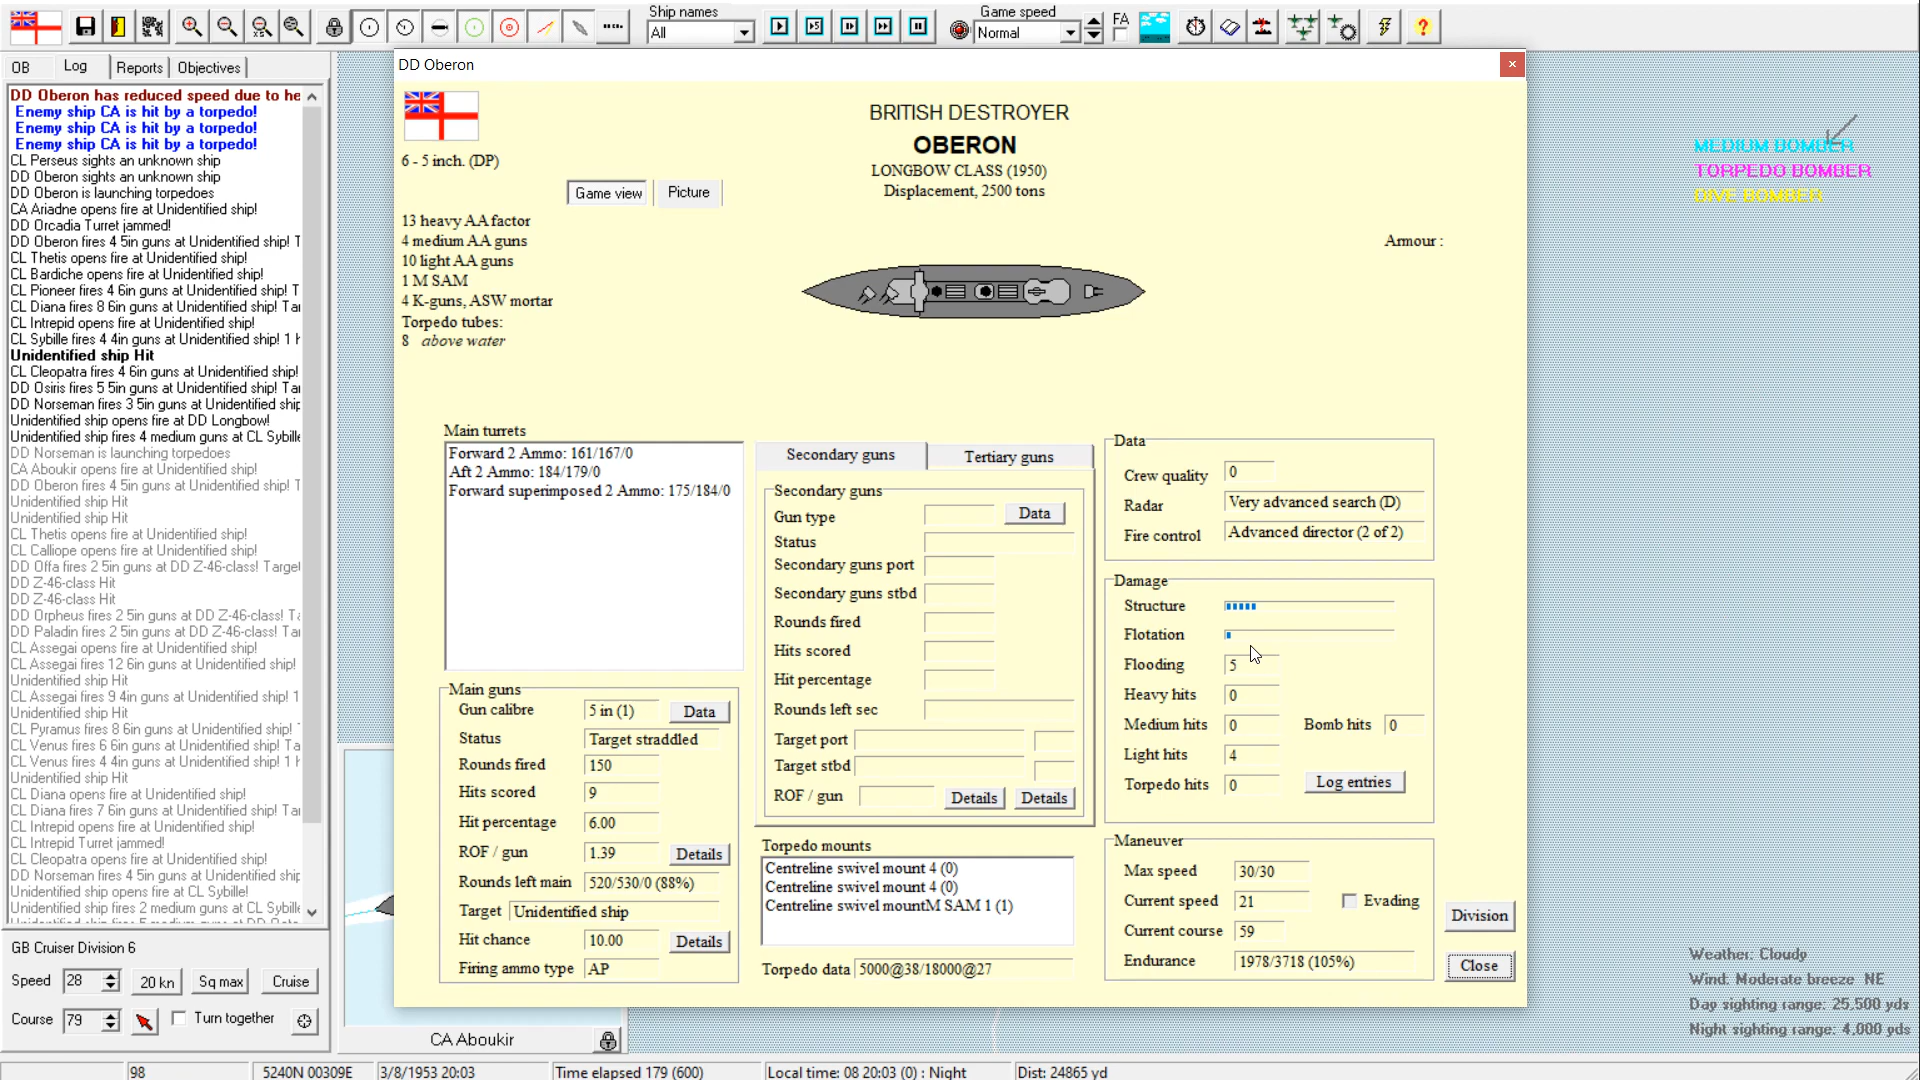 Ship names
All
Game speed
Normal
FA
OB
Log
Reports
Objectives
DD Oberon has reduced speed due to he
Enemy ship CA is hit by a torpedo!
Enemy ship CA is hit by a torpedo!
Enemy ship CA is hit by a torpedo!
CL Perseus sights an unknown ship
DD Oberon sights an unknown ship
DD Oberon is launching torpedoes
CA Ariadne opens fire at Unidentified ship!
DD Orcadia Turret jammed!
DD Oberon fires 4 5in guns at Unidentified ship! T
CL Thetis opens fire at Unidentified ship!
CL Bardiche opens fire at Unidentified ship!
CL Pioneer fires 4 6in guns at Unidentified ship! T
CL Diana fires 8 6in guns at Unidentified ship! Tar
CL Intrepid opens fire at Unidentified ship!
CL Sybille fires 4 4in guns at Unidentified ship! 1 h
Unidentified ship Hit
CL Cleopatra fires 4 6in guns at Unidentified ship!
DD Osiris fires 5 5in guns at Unidentified ship! Tar
DD Norseman fires 3 5in guns at Unidentified ship
Unidentified ship opens fire at DD Longbow!
Unidentified ship fires 4 medium guns at CL Sybille
DD Norseman is launching torpedoes
CA Aboukir opens fire at Unidentified ship!
DD Oberon fires 4 5in guns at Unidentified ship! T
Unidentified ship Hit
Unidentified ship Hit
CL Thetis opens fire at Unidentified ship!
CL Calliope opens fire at Unidentified ship!
DD Offa fires 2 5in guns at DD Z-46-class! Target
DD Z-46-class Hit
DD Z-46-class Hit
DD Orpheus fires 2 5in guns at DD Z-46-class! Ta
DD Paladin fires 2 5in guns at DD Z-46-class! Tar
CL Assegai opens fire at Unidentified ship!
CL Assegai fires 12 6in guns at Unidentified ship!
Unidentified ship Hit
CL Assegai fires 9 4in guns at Unidentified ship! 1
Unidentified ship Hit
CL Pyramus fires 8 6in guns at Unidentified ship!
CL Venus fires 6 6in guns at Unidentified ship! Ta
CL Venus fires 4 4in guns at Unidentified ship! 1 h
Unidentified ship Hit
CL Diana opens fire at Unidentified ship!
CL Diana fires 7 6in guns at Unidentified ship! Tar
CL Intrepid opens fire at Unidentified ship!
CL Intrepid Turret jammed!
CL Cleopatra opens fire at Unidentified ship!
DD Norseman fires 4 5in guns at Unidentified ship
Unidentified ship opens fire at CL Sybille!
Unidentified ship fires 2 medium guns at CL Sybille
GB Cruiser Division 6
Speed 28 20 kn Sq max Cruise
Course 79 Turn together
DD Oberon
BRITISH DESTROYER
OBERON
LONGBOW CLASS (1950)
Displacement, 2500 tons
6 - 5 inch. (DP)
Game view
Picture
13 heavy AA factor
4 medium AA guns
10 light AA guns
1 M SAM
4 K-guns, ASW mortar
Torpedo tubes:
8 above water
Armour :
Main turrets
Forward 2 Ammo: 161/167/0
Aft 2 Ammo: 184/179/0
Forward superimposed 2 Ammo: 175/184/0
Main guns
Gun calibre 5 in (1) Data
Status Target straddled
Rounds fired 150
Hits scored 9
Hit percentage 6.00
ROF / gun 1.39 Details
Rounds left main 520/530/0 (88%)
Target Unidentified ship
Hit chance 10.00 Details
Firing ammo type AP
Secondary guns
Tertiary guns
Secondary guns
Gun type Data
Status
Secondary guns port
Secondary guns stbd
Rounds fired
Hits scored
Hit percentage
Rounds left sec
Target port
Target stbd
ROF / gun Details Details
Torpedo mounts
Centreline swivel mount 4 (0)
Centreline swivel mount 4 (0)
Centreline swivel mountM SAM 1 (1)
Torpedo data 5000@38/18000@27
Data
Crew quality 0
Radar Very advanced search (D)
Fire control Advanced director (2 of 2)
Damage
Structure
Flotation
Flooding 5
Heavy hits 0
Medium hits 0 Bomb hits 0
Light hits 4
Torpedo hits 0 Log entries
Maneuver
Max speed 30/30
Current speed 21 Evading
Current course 59
Endurance 1978/3718 (105%)
Division
Close
MEDIUM BOMBER
TORPEDO BOMBER
DIVE BOMBER
Weather: Cloudy
Wind: Moderate breeze NE
Day sighting range: 25,500 yds
Night sighting range: 4,000 yds
CA Aboukir
98
5240N 00309E
3/8/1953 20:03
Time elapsed 179 (600)
Local time: 08 20:03 (0) : Night
Dist: 24865 yd